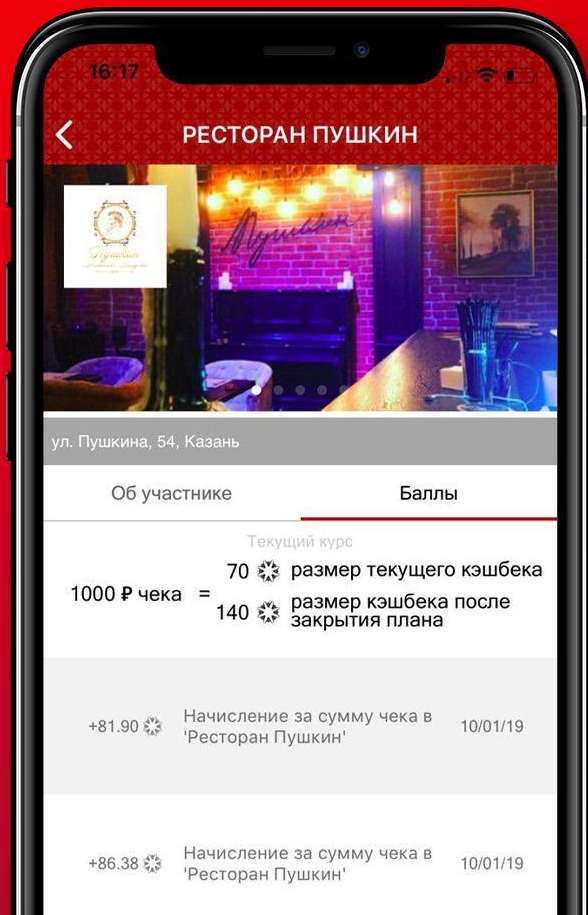 16:17
РЕСТОРАН ПУШКИН
Пушкин
Пушкин
ул. Пушкина, 54, Казань
Об участнике
Баллы
Текущий курс
1000 ₽ чека =
70 размер текущего кэшбека
140 размер кэшбека после
закрытия плана
+81.90
Начисление за сумму чека в
'Ресторан Пушкин'
10/01/19
+86.38
Начисление за сумму чека в
'Ресторан Пушкин'
10/01/19